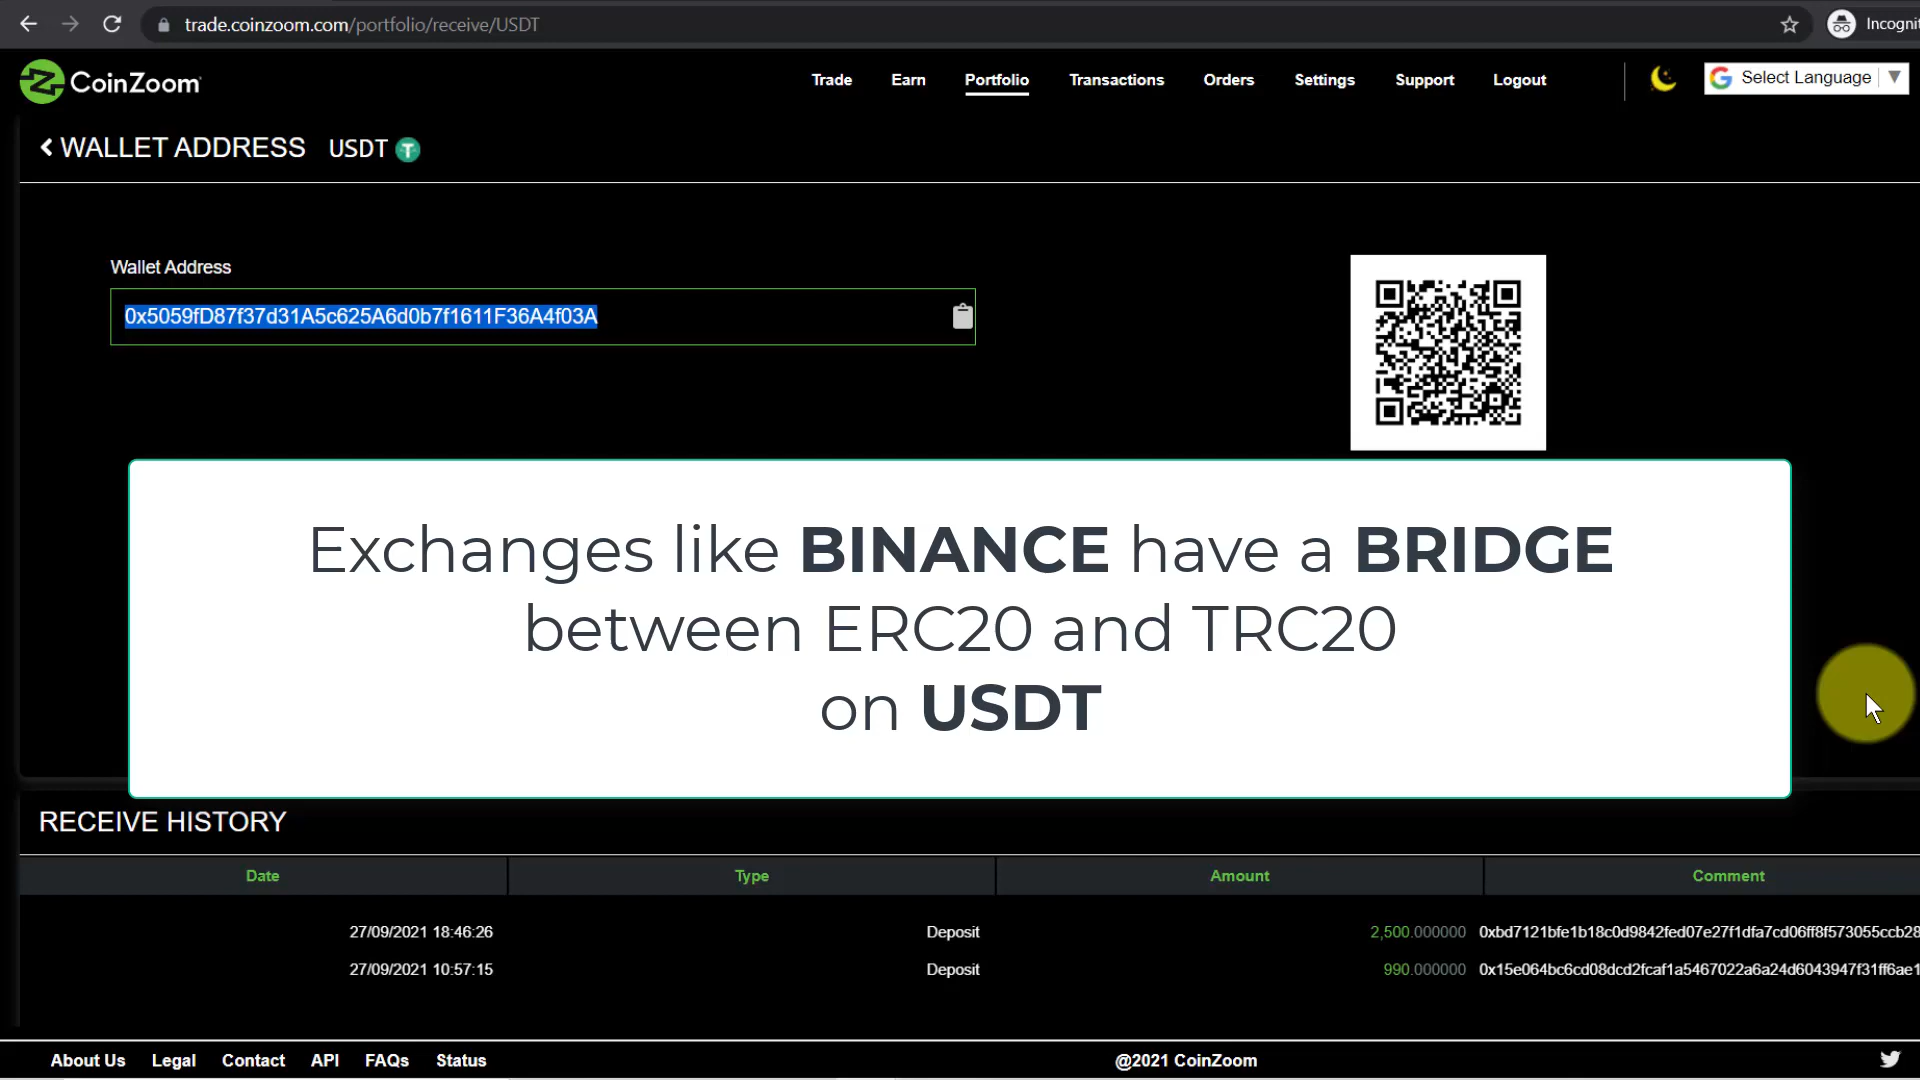 trade.coinzoom.com/portfolio/receive/USDT
CoinZoom Trade Earn Portfolio Transactions Orders Settings Support Logout Select Language
WALLET ADDRESS USDT
Wallet Address
0x5059fD87f37d31A5c625A6d0b7f1611F36A4f03A
Exchanges like BINANCE have a BRIDGE
between ERC20 and TRC20
on USDT
RECEIVE HISTORY
Date Type Amount Comment
27/09/2021 18:46:26 Deposit 2,500.000000 0xbd7121bfe1b18c0d9842fed07e27f1dfa7cd06ff8f573055ccb28
27/09/2021 10:57:15 Deposit 990.000000 0x15e064bc6cd08dcd2fcaf1a5467022a6a24d6043947f31ff6ae1
About Us Legal Contact API FAQs Status @2021 CoinZoom